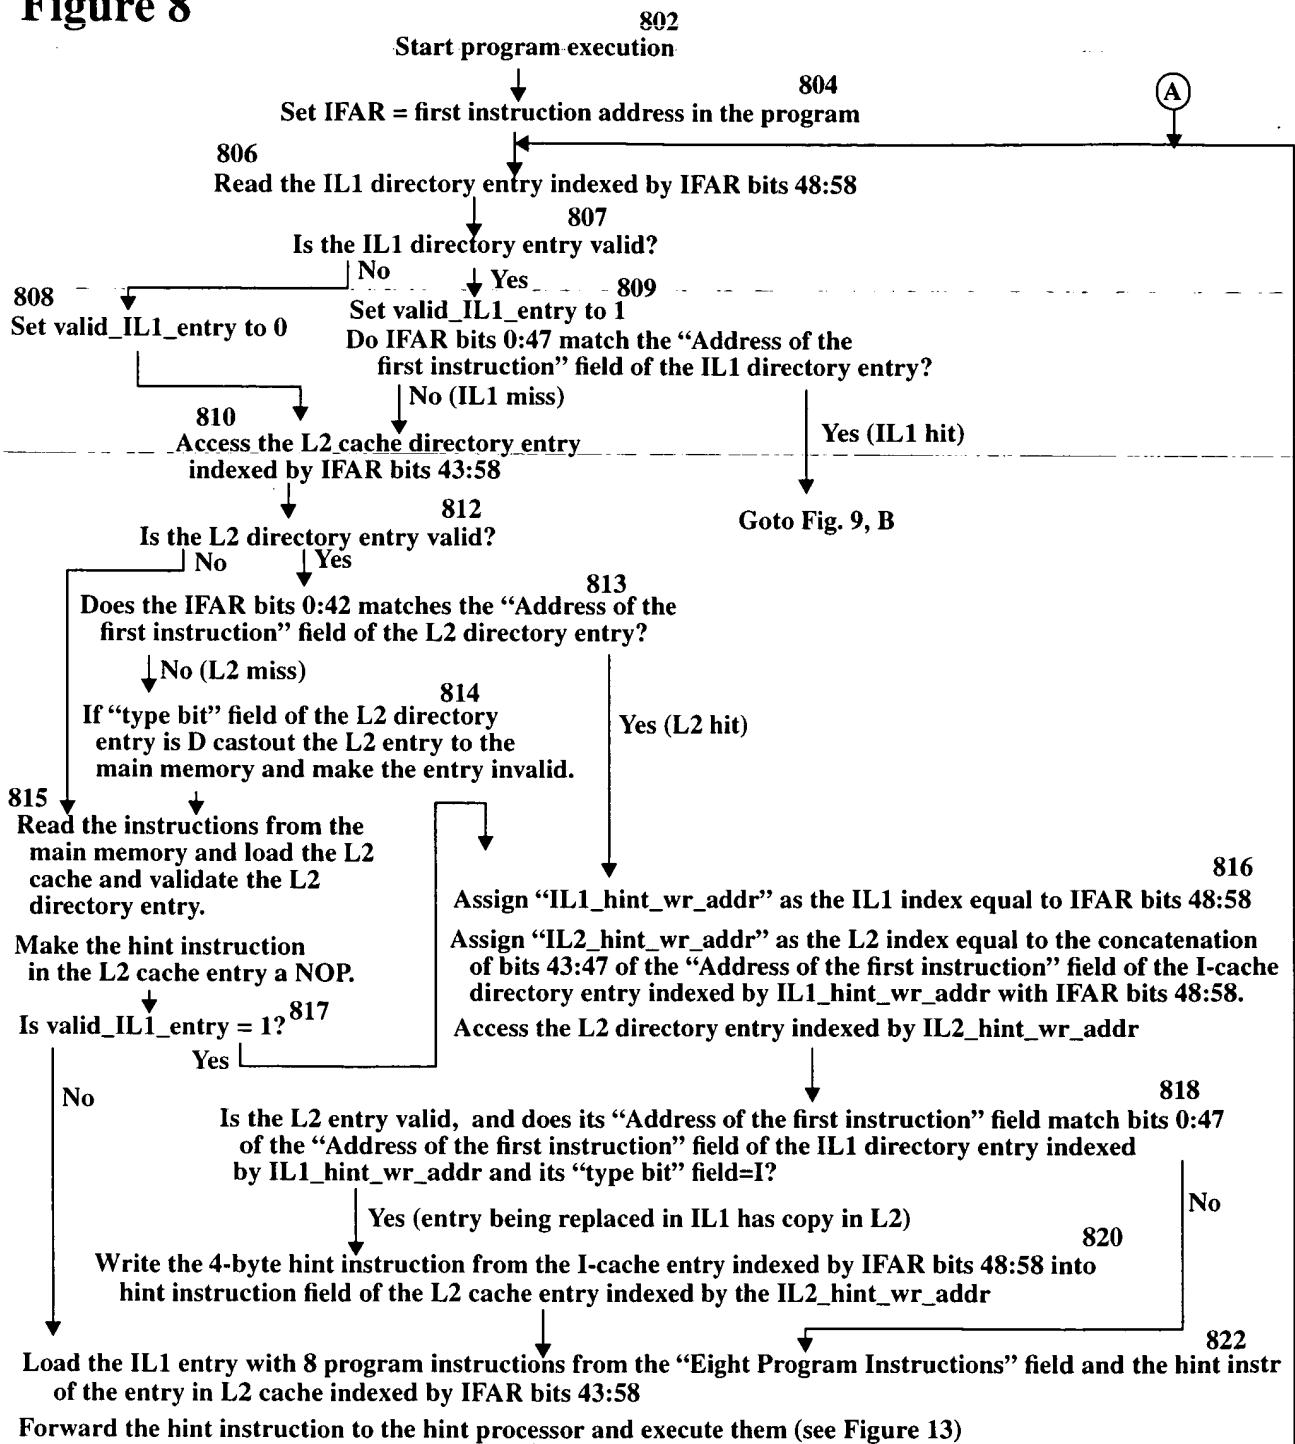 Figure 8
802
Start program execution
804
A
Set IFAR = first instruction address in the program
806
Read the IL1 directory entry indexed by IFAR bits 48:58
807
Is the IL1 directory entry valid?
No
Yes
808
809
Set valid_IL1_entry to 0
Set valid_IL1_entry to 1
Do IFAR bits 0:47 match the “Address of the
first instruction” field of the IL1 directory entry?
No (IL1 miss)
Yes (IL1 hit)
810
Access the L2 cache directory entry
indexed by IFAR bits 43:58
Goto Fig. 9, B
812
Is the L2 directory entry valid?
No
Yes
813
Does the IFAR bits 0:42 matches the “Address of the
first instruction” field of the L2 directory entry?
No (L2 miss)
Yes (L2 hit)
814
If “type bit” field of the L2 directory
entry is D castout the L2 entry to the
main memory and make the entry invalid.
815
Read the instructions from the
main memory and load the L2
cache and validate the L2
directory entry.
Make the hint instruction
in the L2 cache entry a NOP.
Is valid_IL1_entry = 1? 817
Yes
No
816
Assign “IL1_hint_wr_addr” as the IL1 index equal to IFAR bits 48:58
Assign “IL2_hint_wr_addr” as the L2 index equal to the concatenation
of bits 43:47 of the “Address of the first instruction” field of the I-cache
directory entry indexed by IL1_hint_wr_addr with IFAR bits 48:58.
Access the L2 directory entry indexed by IL2_hint_wr_addr
818
Is the L2 entry valid, and does its “Address of the first instruction” field match bits 0:47
of the “Address of the first instruction” field of the IL1 directory entry indexed
by IL1_hint_wr_addr and its “type bit” field=I?
Yes (entry being replaced in IL1 has copy in L2)
No
820
Write the 4-byte hint instruction from the I-cache entry indexed by IFAR bits 48:58 into
hint instruction field of the L2 cache entry indexed by the IL2_hint_wr_addr
822
Load the IL1 entry with 8 program instructions from the “Eight Program Instructions” field and the hint instr
of the entry in L2 cache indexed by IFAR bits 43:58
Forward the hint instruction to the hint processor and execute them (see Figure 13)